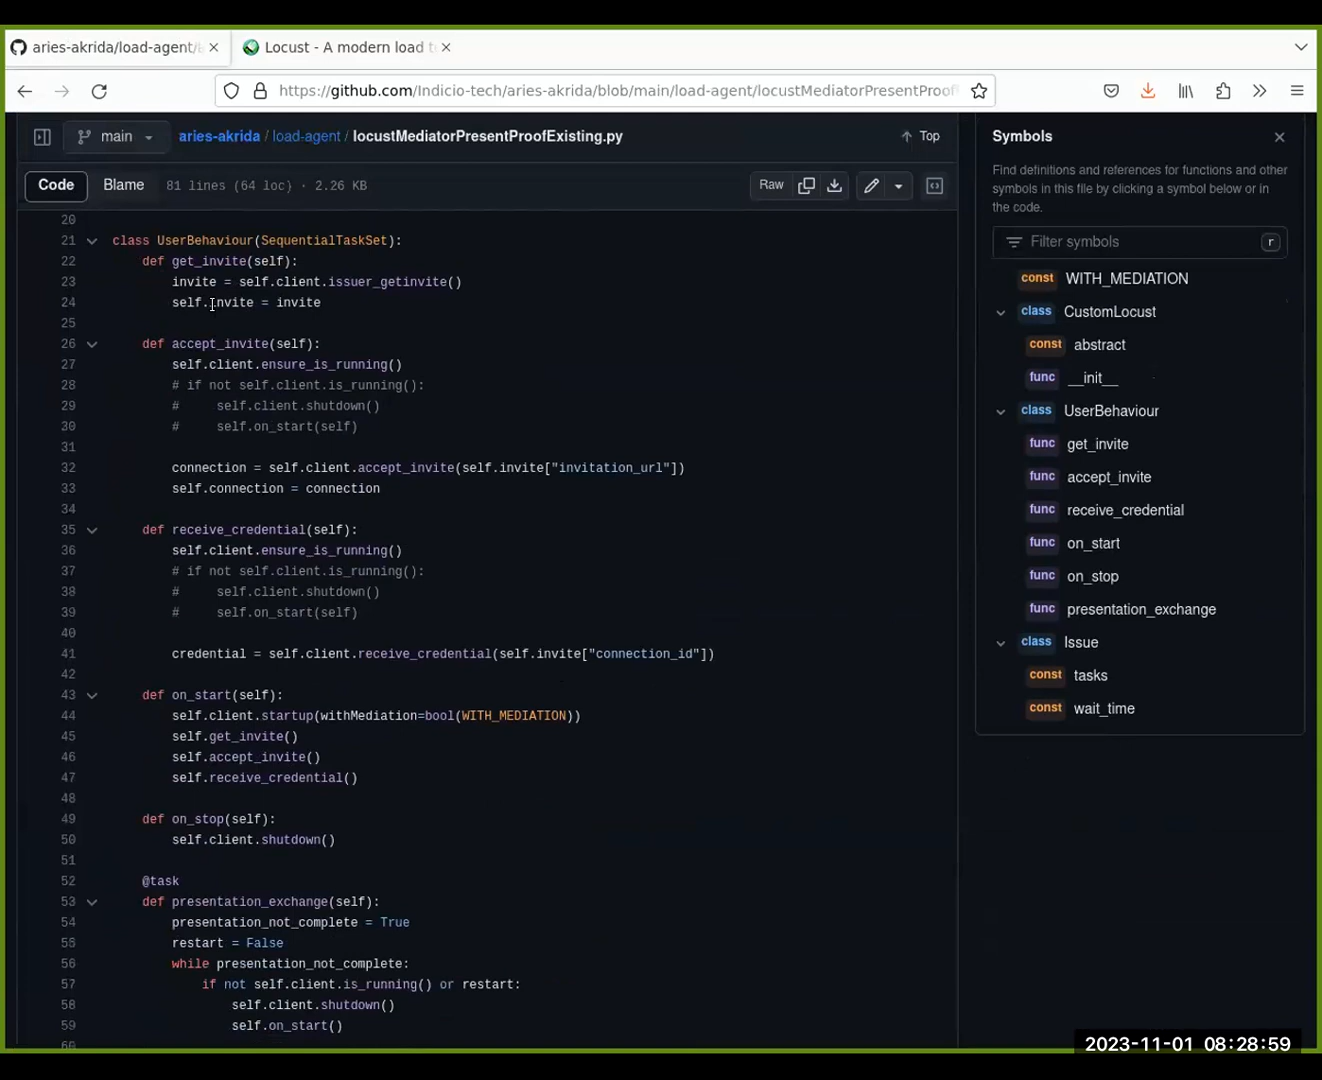 aries-akrida/load-agent/
Locust - A modern load t
https://github.com/Indicio-tech/aries-akrida/blob/main/load-agent/locustMediatorPresentProof
main
aries-akrida / load-agent / locustMediatorPresentProofExisting.py
Top
Code
Blame
81 lines (64 loc) · 2.26 KB
Raw
20
21 class UserBehaviour(SequentialTaskSet):
22 def get_invite(self):
23 invite = self.client.issuer_getinvite()
24 self.invite = invite
25
26 def accept_invite(self):
27 self.client.ensure_is_running()
28 # if not self.client.is_running():
29 # self.client.shutdown()
30 # self.on_start(self)
31
32 connection = self.client.accept_invite(self.invite["invitation_url"])
33 self.connection = connection
34
35 def receive_credential(self):
36 self.client.ensure_is_running()
37 # if not self.client.is_running():
38 # self.client.shutdown()
39 # self.on_start(self)
40
41 credential = self.client.receive_credential(self.invite["connection_id"])
42
43 def on_start(self):
44 self.client.startup(withMediation=bool(WITH_MEDIATION))
45 self.get_invite()
46 self.accept_invite()
47 self.receive_credential()
48
49 def on_stop(self):
50 self.client.shutdown()
51
52 @task
53 def presentation_exchange(self):
54 presentation_not_complete = True
55 restart = False
56 while presentation_not_complete:
57 if not self.client.is_running() or restart:
58 self.client.shutdown()
59 self.on_start()
60
Symbols
Find definitions and references for functions and other
symbols in this file by clicking a symbol below or in
the code.
Filter symbols
r
const WITH_MEDIATION
class CustomLocust
const abstract
func __init__
class UserBehaviour
func get_invite
func accept_invite
func receive_credential
func on_start
func on_stop
func presentation_exchange
class Issue
const tasks
const wait_time
2023-11-01 08:28:59